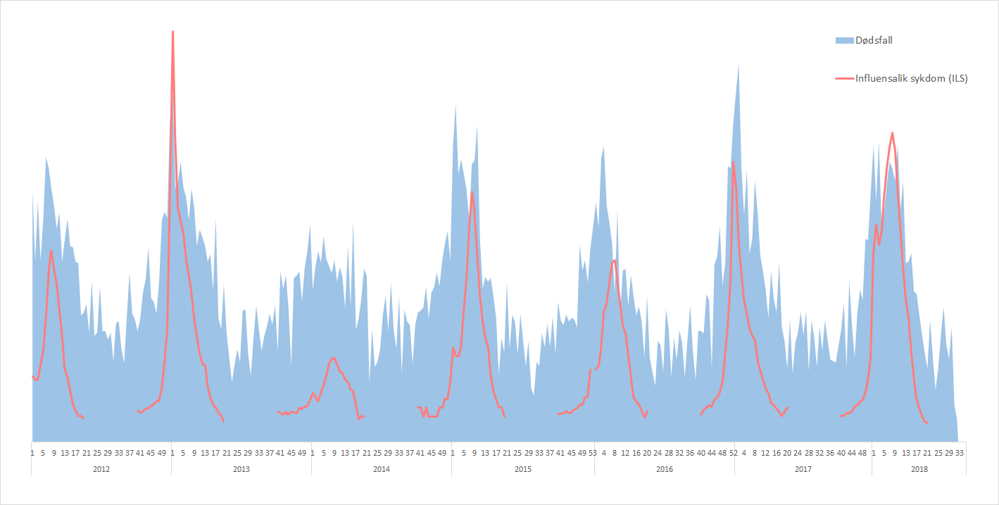 Dødsfall
Influensalik sykdom (ILS)
1 5 9 13 17 21 25 29 33 37 41 45 49 1 5 9 13 17 21 25 29 33 37 41 45 49 1 5 9 13 17 21 25 29 33 37 41 45 49 1 5 9 13 17 21 25 29 33 37 41 45 49 53 4 8 12 16 20 24 28 32 36 40 44 48 52 4 8 12 16 20 24 28 32 36 40 44 48 1 5 9 13 17 21 25 29 33
2012 2013 2014 2015 2016 2017 2018